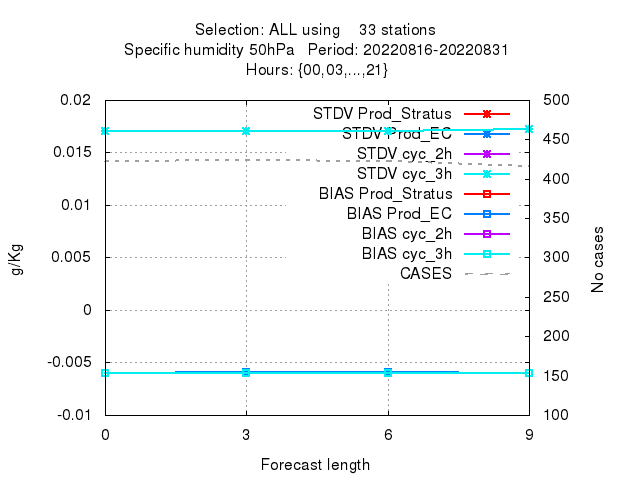 Selection: ALL using    33 stations
Specific humidity 50hPa   Period: 20220816-20220831
Hours: {00,03,...,21}
0.02
0.015
0.01
0.005
0
-0.005
-0.01
g/Kg
STDV Prod_Stratus
STDV Prod_EC
STDV cyc_2h
STDV cyc_3h
BIAS Prod_Stratus
BIAS Prod_EC
BIAS cyc_2h
BIAS cyc_3h
CASES
500
450
400
350
300
250
200
150
100
No cases
0
3
6
9
Forecast length